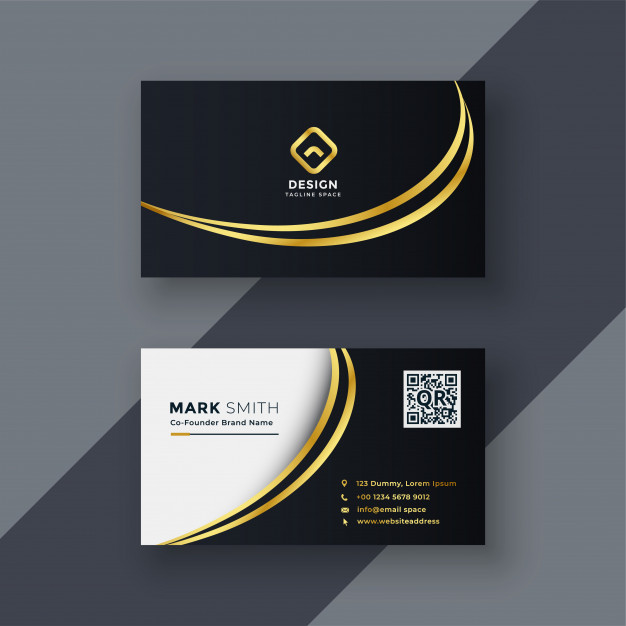 DESIGN
TAGLINE SPACE
MARK SMITH
Co-Founder Brand Name
QR
123 Dummy, Lorem Ipsum
+00 1234 5678 9012
info@email space
www.websiteaddress